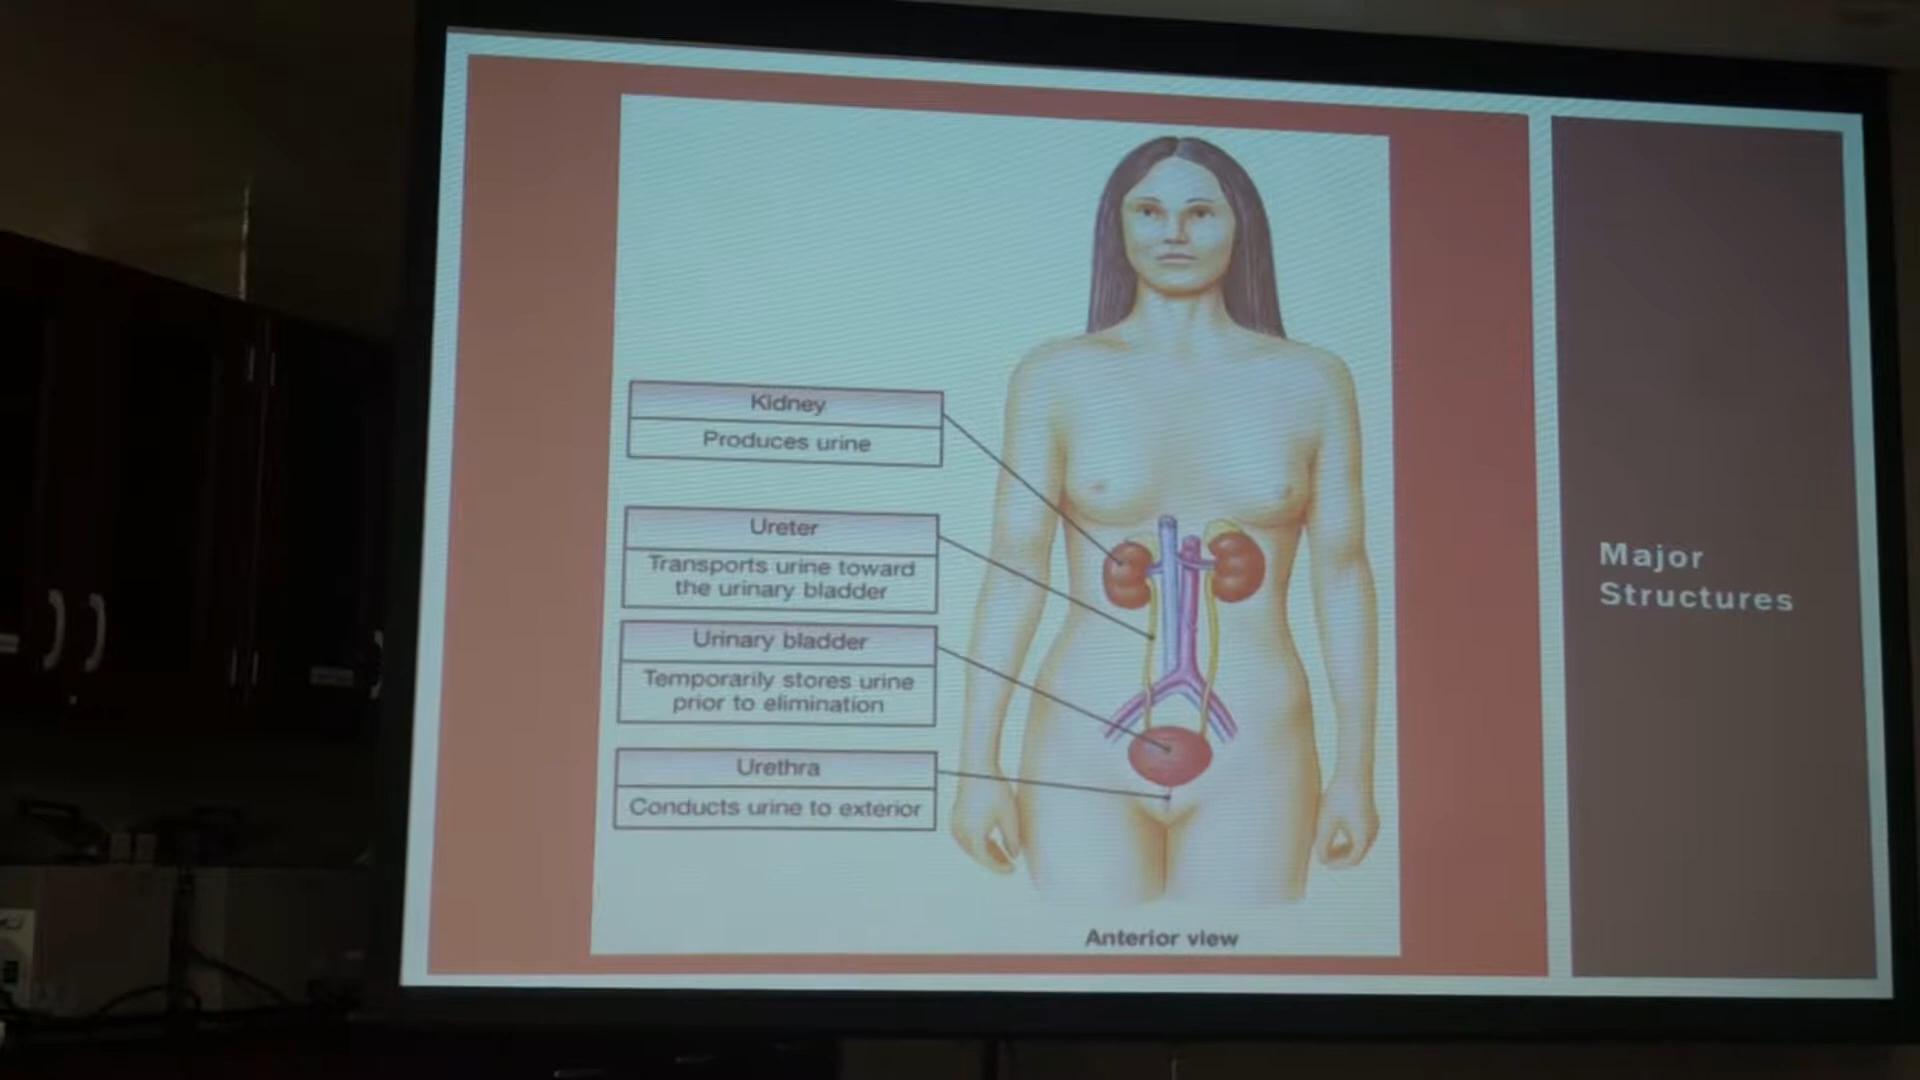 Kidney
Produces urine
Ureter
Transports urine toward
the urinary bladder
Urinary bladder
Temporarily stores urine
prior to elimination
Urethra
Conducts urine to exterior
Anterior view
Major
Structures